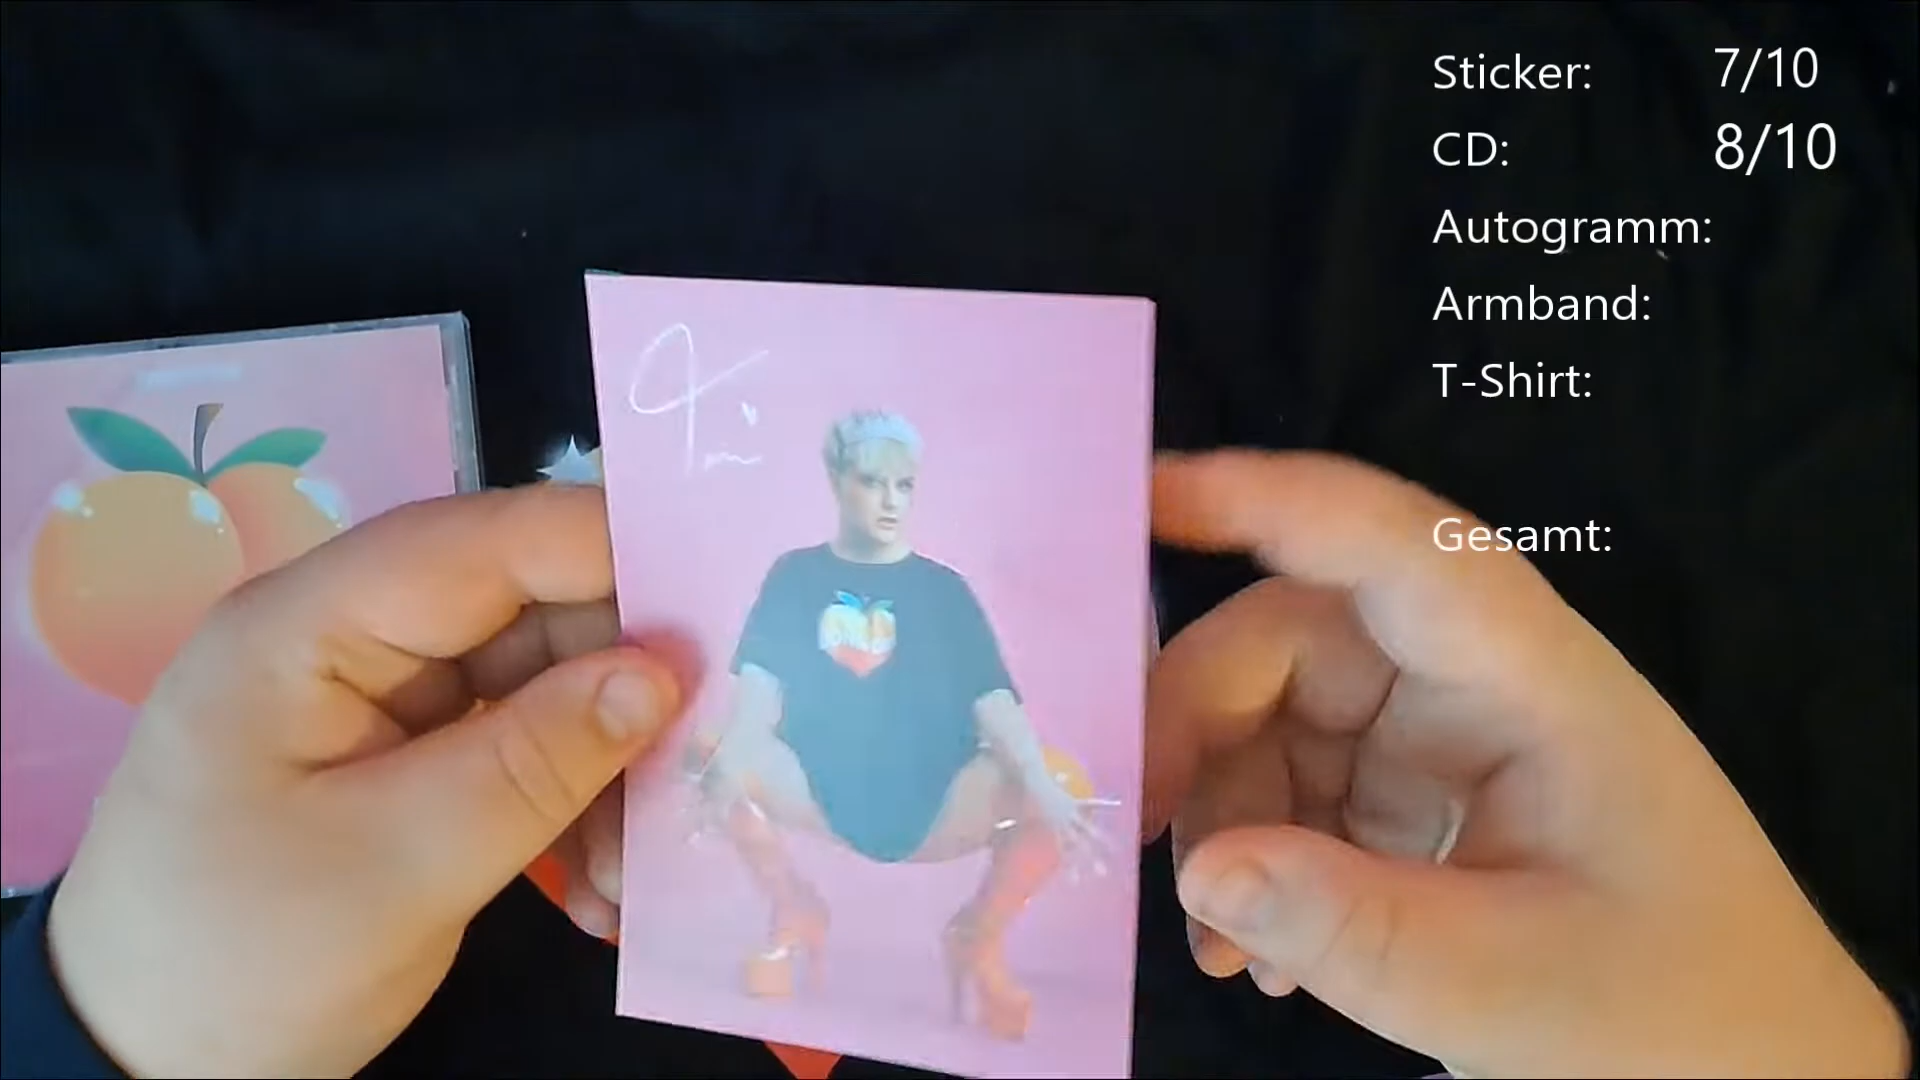 Sticker: 7/10
CD: 8/10
Autogramm:
Armband:
T-Shirt:
Gesamt: